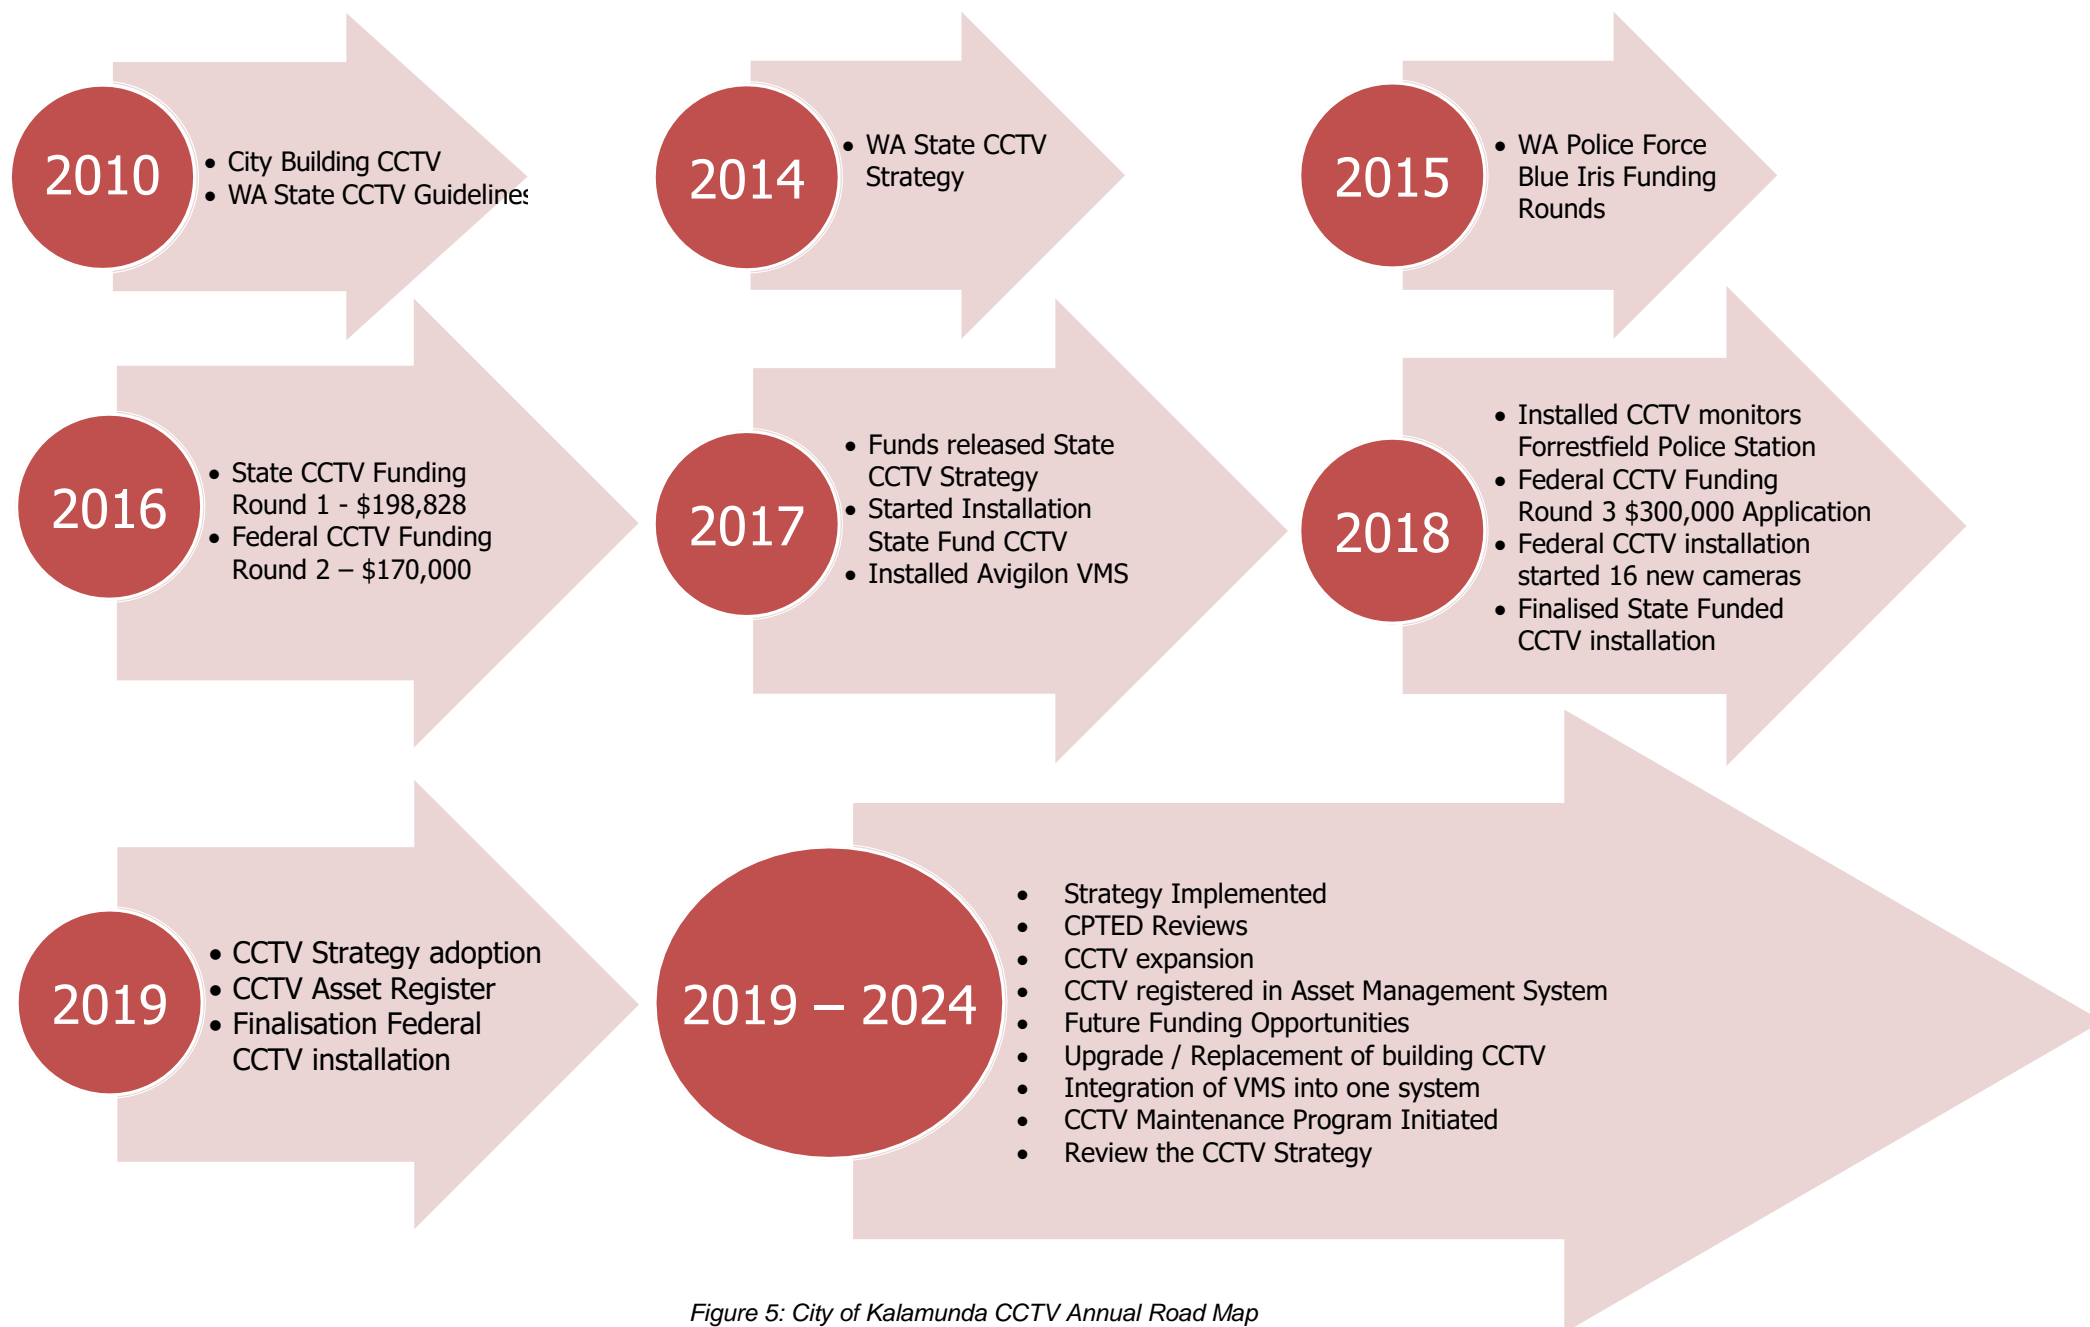 2010
• City Building CCTV
• WA State CCTV Guidelines
2014
• WA State CCTV
Strategy
2015
• WA Police Force
Blue Iris Funding
Rounds
2016
• State CCTV Funding
Round 1 - $198,828
• Federal CCTV Funding
Round 2 – $170,000
2017
• Funds released State
CCTV Strategy
• Started Installation
State Fund CCTV
• Installed Avigilon VMS
2018
• Installed CCTV monitors
Forrestfield Police Station
• Federal CCTV Funding
Round 3 $300,000 Application
• Federal CCTV installation
started 16 new cameras
• Finalised State Funded
CCTV installation
2019
• CCTV Strategy adoption
• CCTV Asset Register
• Finalisation Federal
CCTV installation
2019 – 2024
• Strategy Implemented
• CPTED Reviews
• CCTV expansion
• CCTV registered in Asset Management System
• Future Funding Opportunities
• Upgrade / Replacement of building CCTV
• Integration of VMS into one system
• CCTV Maintenance Program Initiated
• Review the CCTV Strategy
Figure 5: City of Kalamunda CCTV Annual Road Map